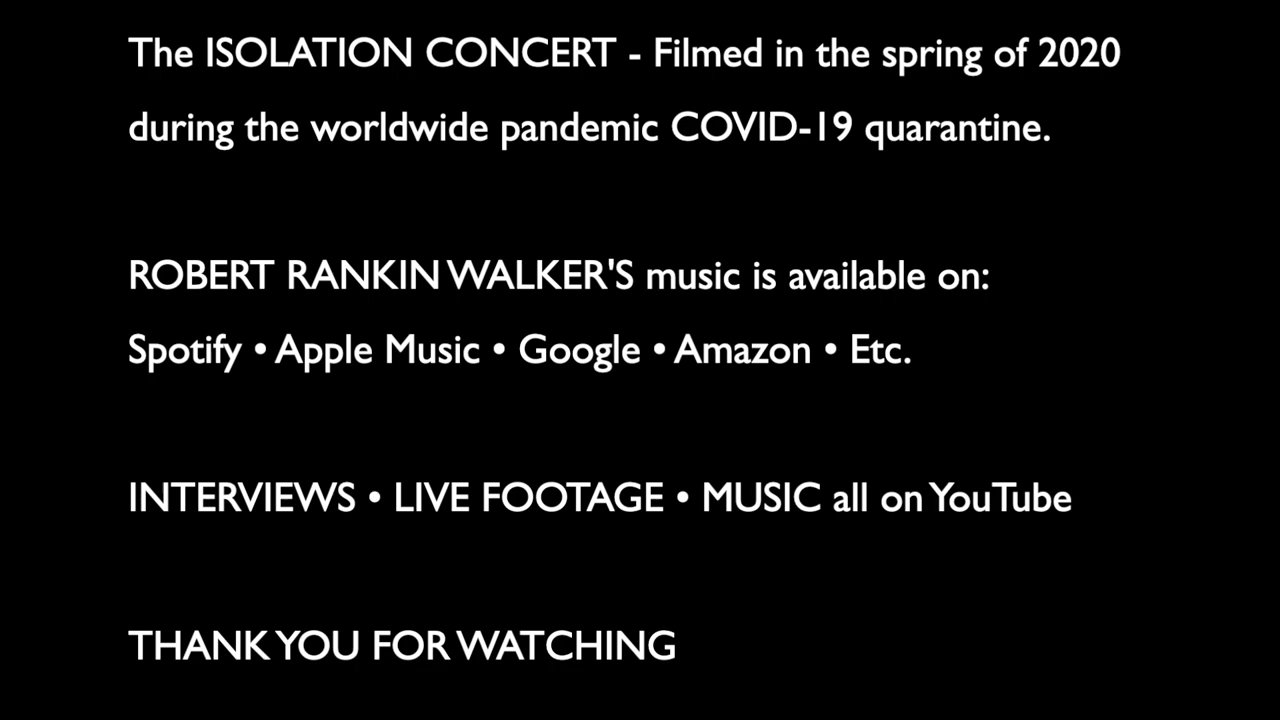 The ISOLATION CONCERT - Filmed in the spring of 2020
during the worldwide pandemic COVID-19 quarantine.
ROBERT RANKIN WALKER'S music is available on:
Spotify • Apple Music • Google • Amazon • Etc.
INTERVIEWS • LIVE FOOTAGE • MUSIC all on YouTube
THANK YOU FOR WATCHING